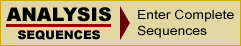 ANALYSIS
SEQUENCES
Enter Complete
Sequences